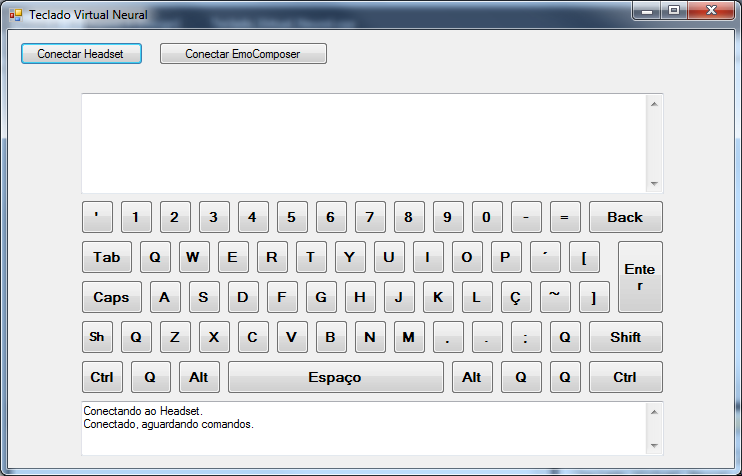 Teclado Virtual Neural
Conectar Headset Conectar EmoComposer
' 1 2 3 4 5 6 7 8 9 0 - = Back
Tab Q W E R T Y U I O P ´ [ Enter
Caps A S D F G H J K L Ç ~ ]
Sh Q Z X C V B N M . . : Q Shift
Ctrl Q Alt Espaço Alt Q Q Ctrl
Conectando ao Headset.
Conectado, aguardando comandos.